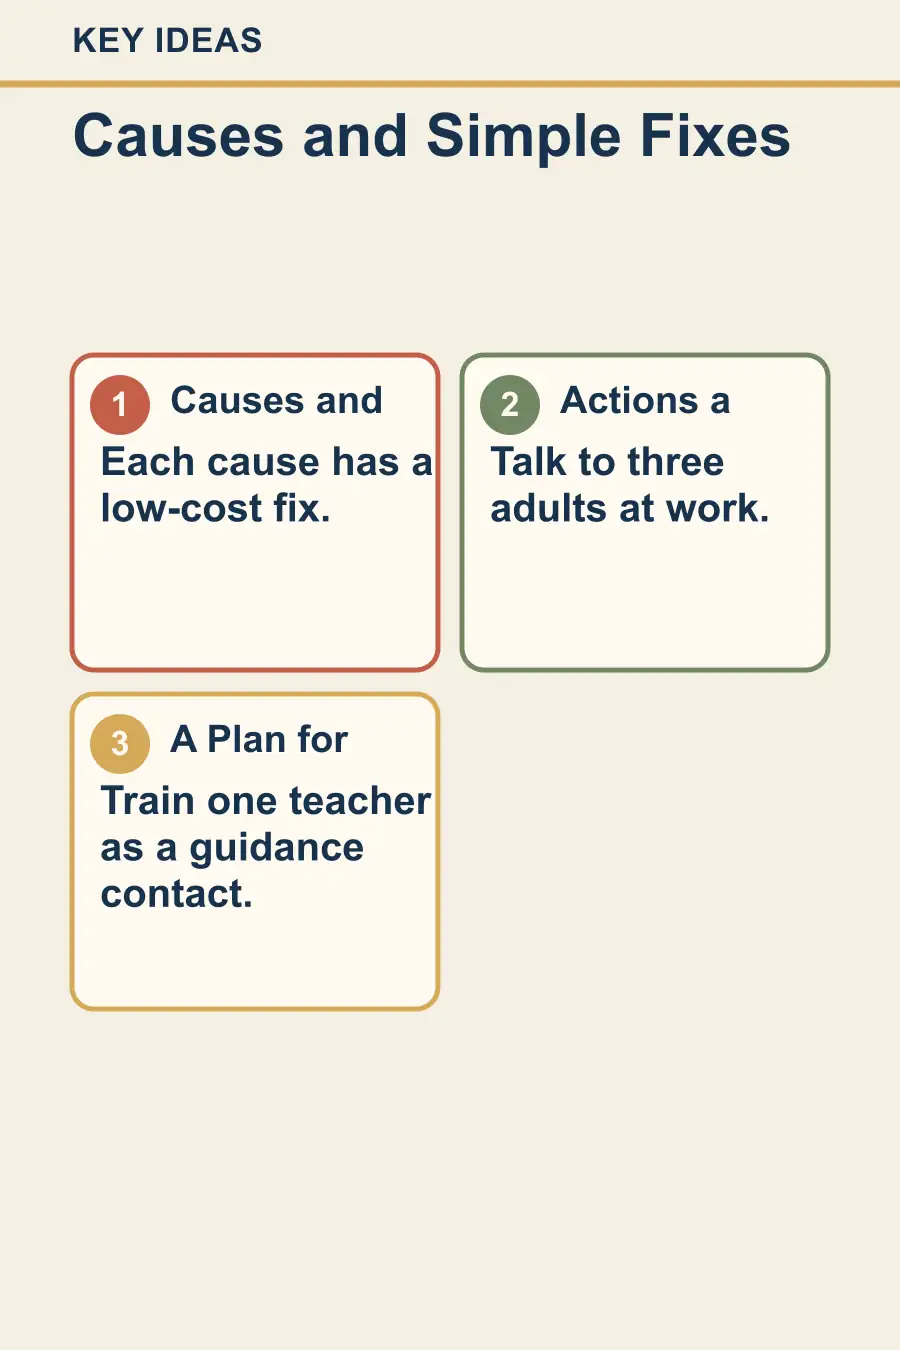 KEY IDEAS
Causes and Simple Fixes
1
Causes and
Each cause has a
low-cost fix.
2
Actions a
Talk to three
adults at work.
3
A Plan for
Train one teacher
as a guidance
contact.